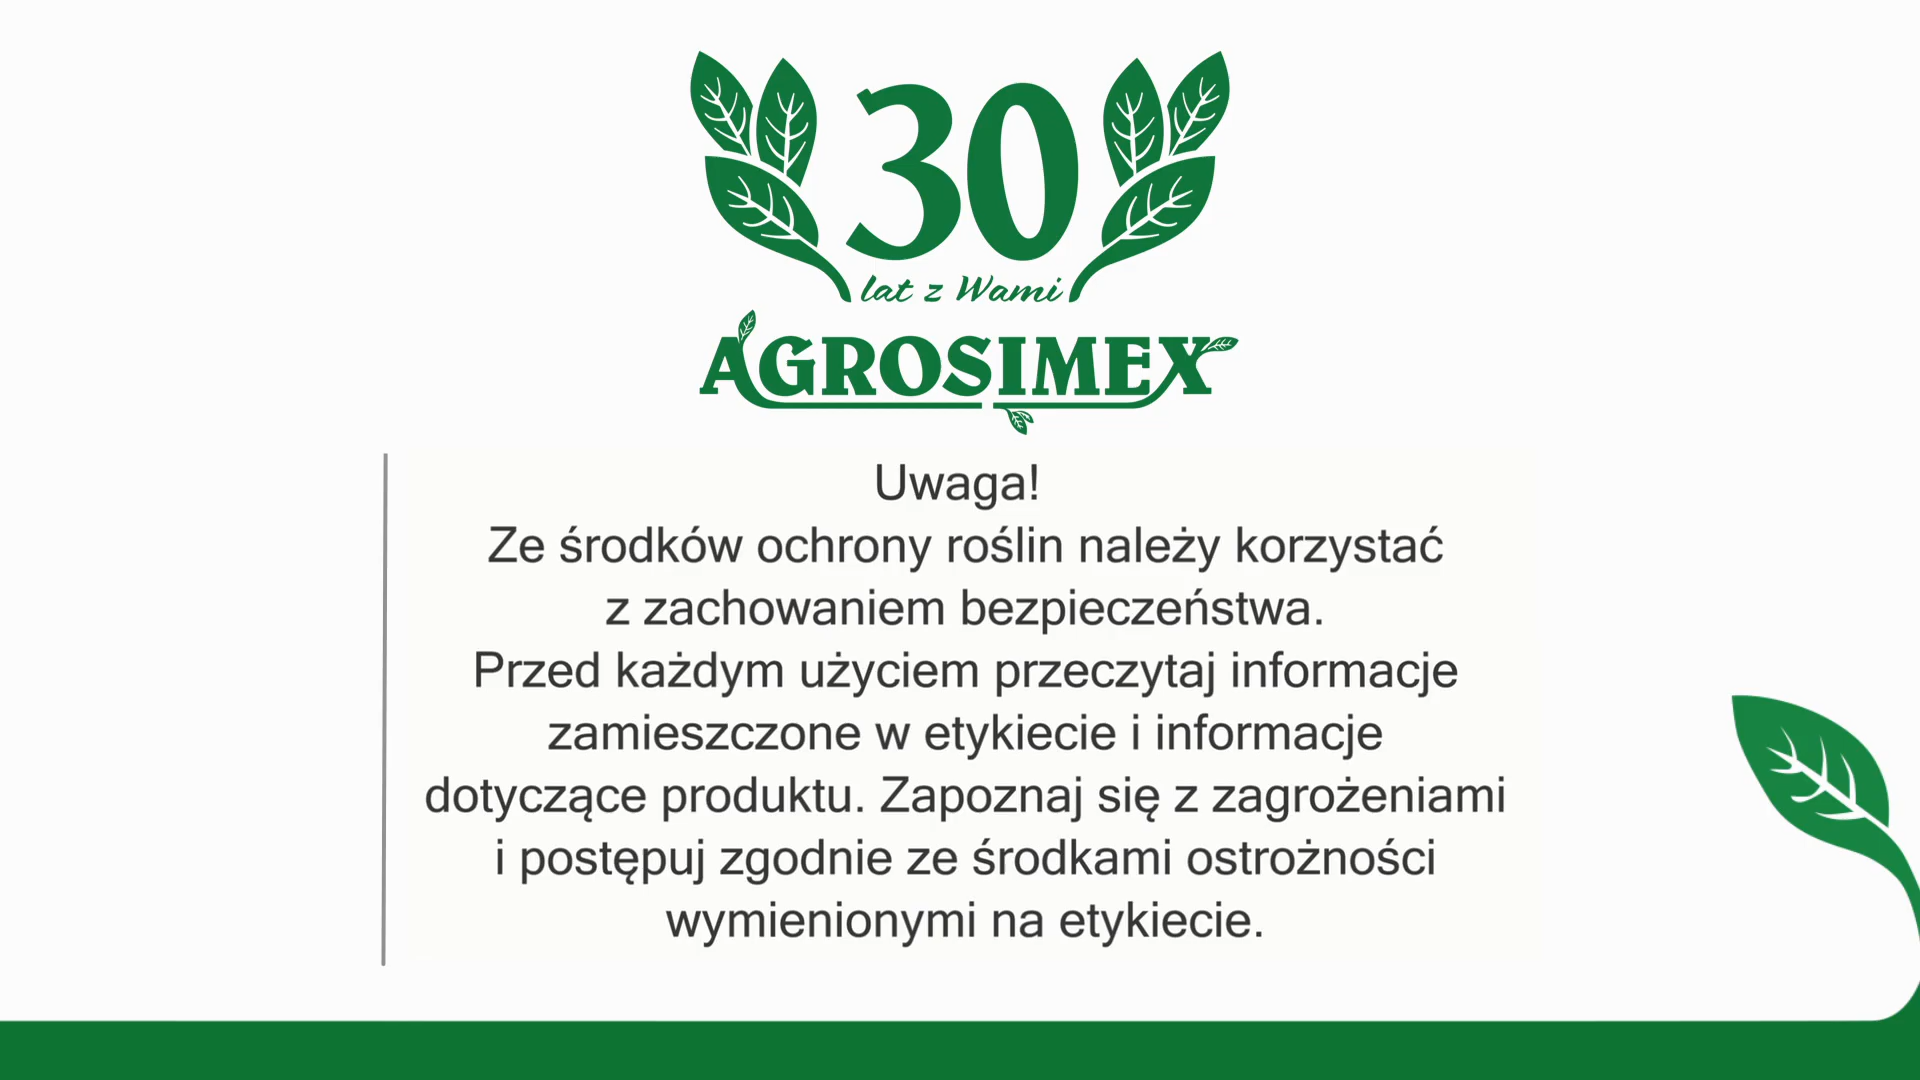 30
lat z Wami
AGROSIMEX
Uwaga!
Ze środków ochrony roślin należy korzystać
z zachowaniem bezpieczeństwa.
Przed każdym użyciem przeczytaj informacje
zamieszczone w etykiecie i informacje
dotyczące produktu. Zapoznaj się z zagrożeniami
i postępuj zgodnie ze środkami ostrożności
wymienionymi na etykiecie.